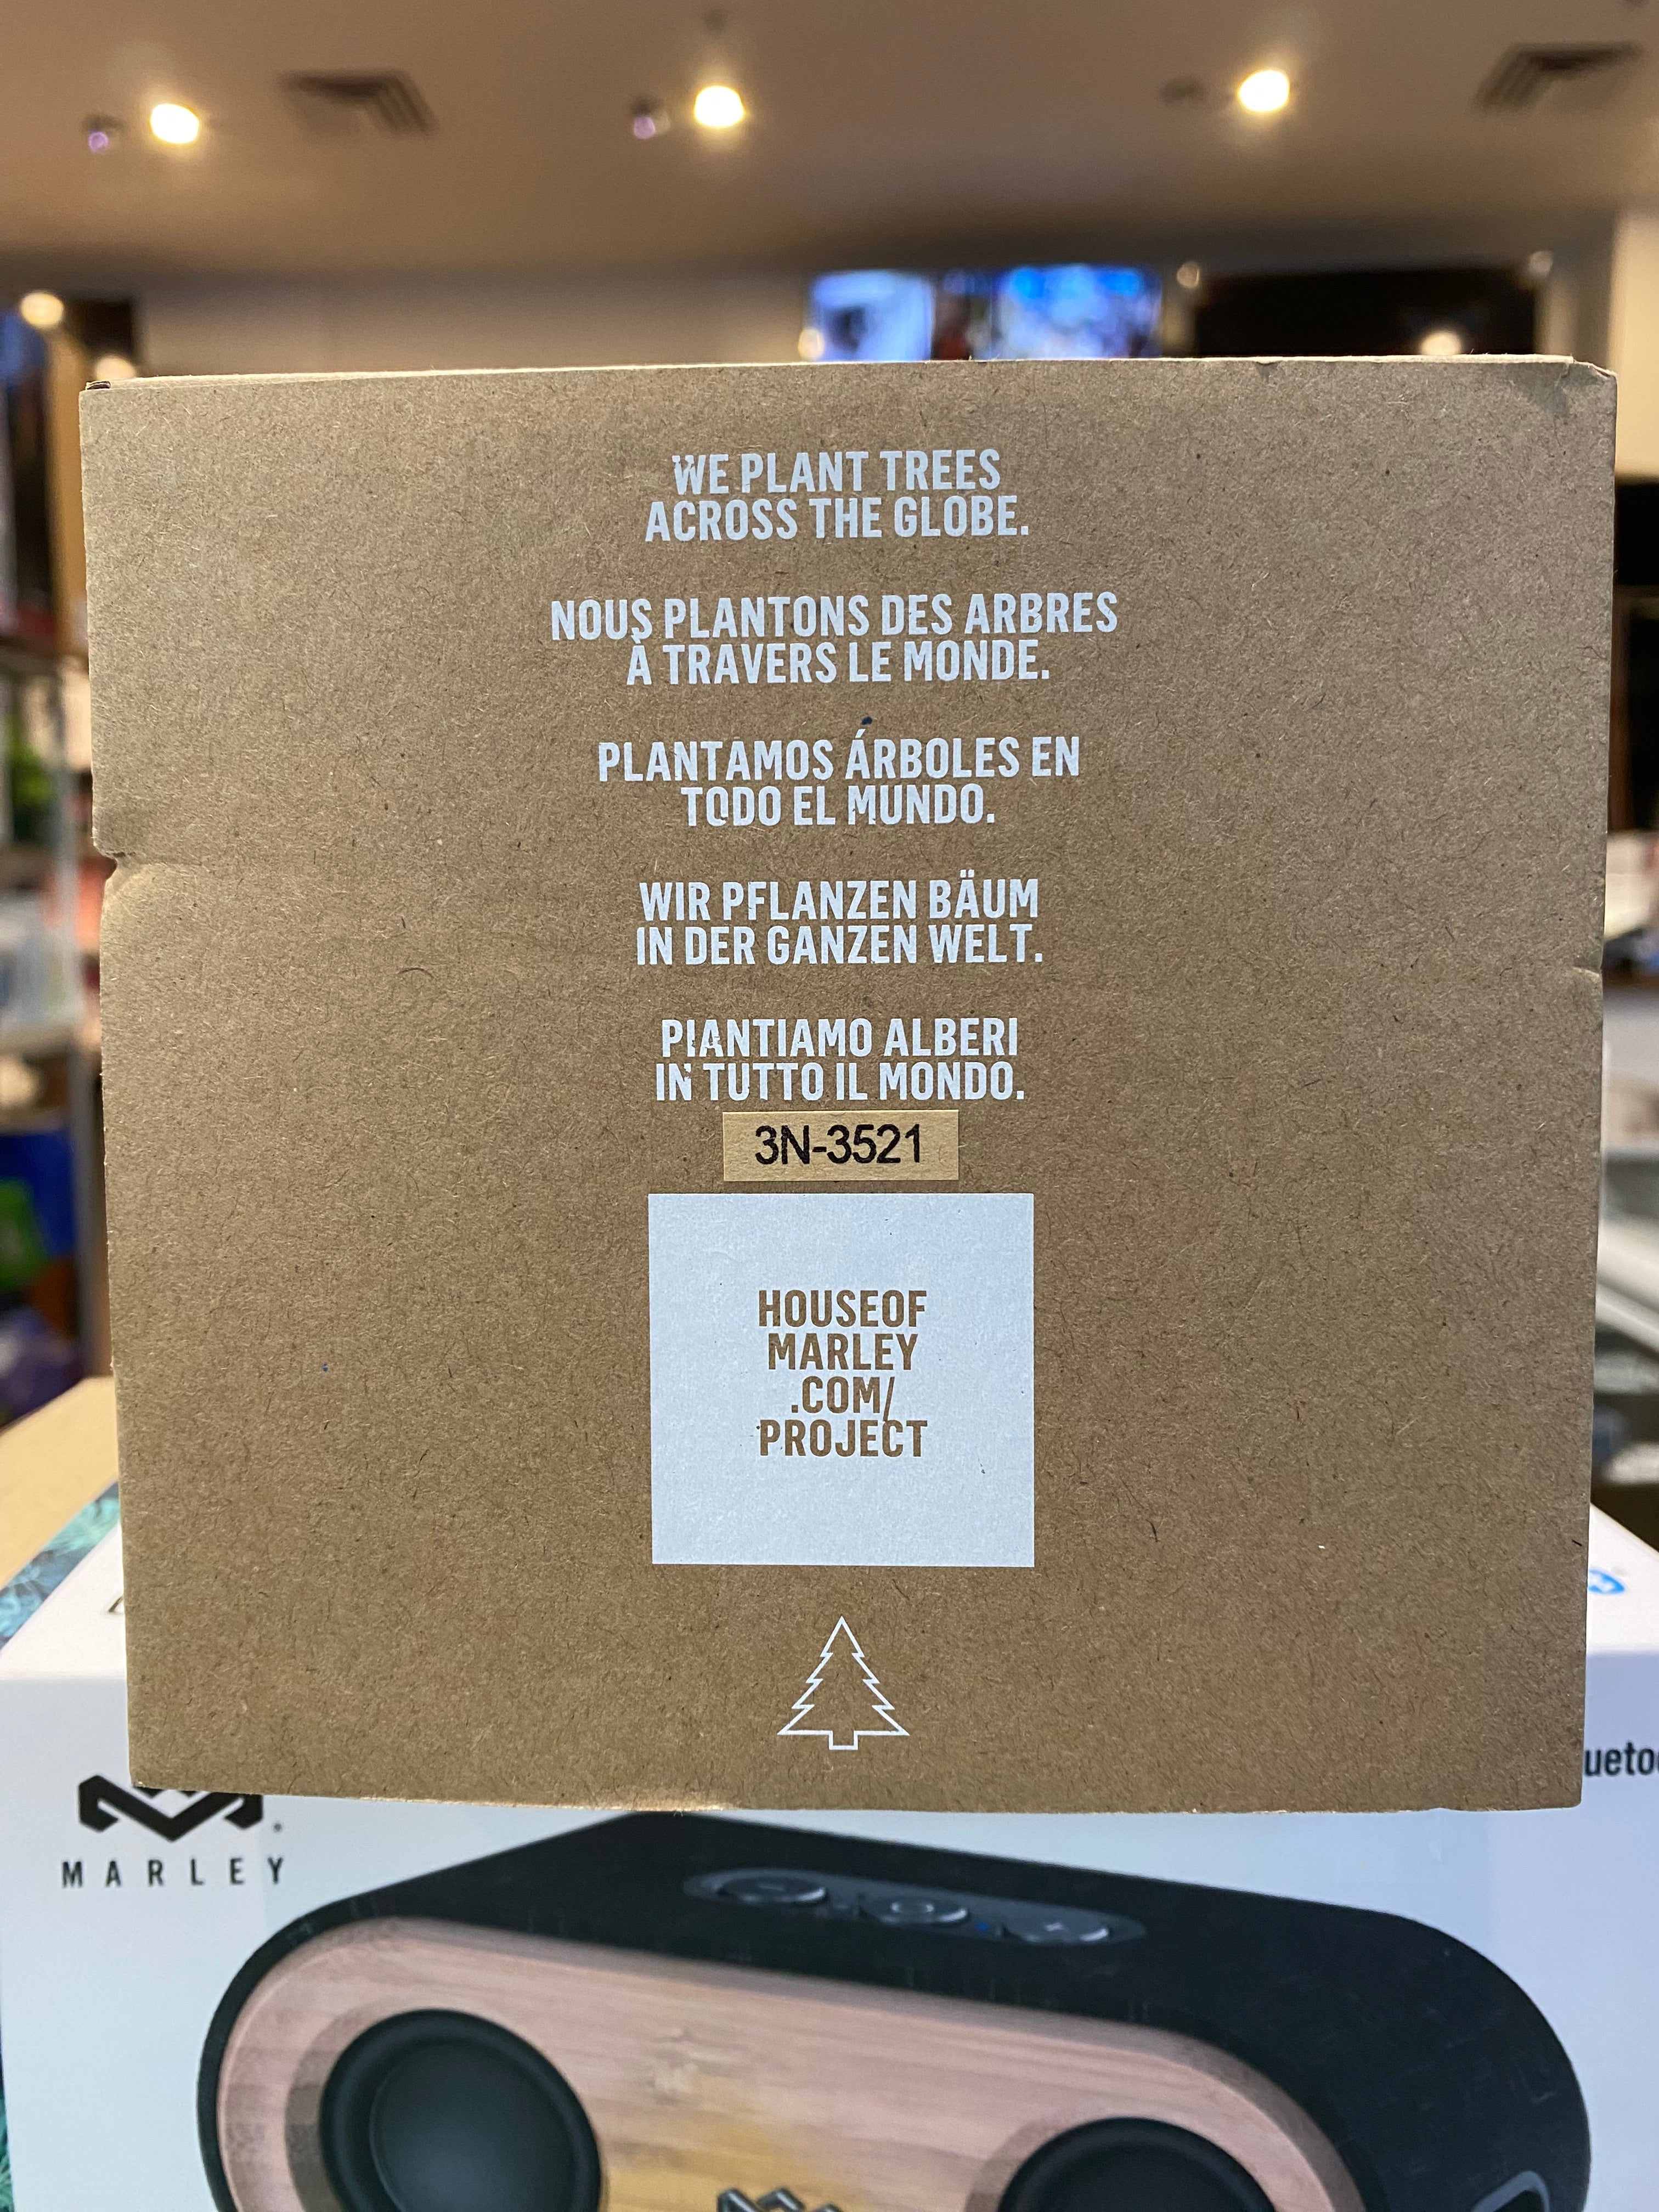 WE PLANT TREES
ACROSS THE GLOBE.
NOUS PLANTONS DES ARBRES
À TRAVERS LE MONDE.
PLANTAMOS ÁRBOLES EN
TODO EL MUNDO.
WIR PFLANZEN BÄUM
IN DER GANZEN WELT.
PIANTIAMO ALBERI
IN TUTTO IL MONDO.
3N-3521
HOUSEOF
MARLEY
.COM/
PROJECT
MARLEY